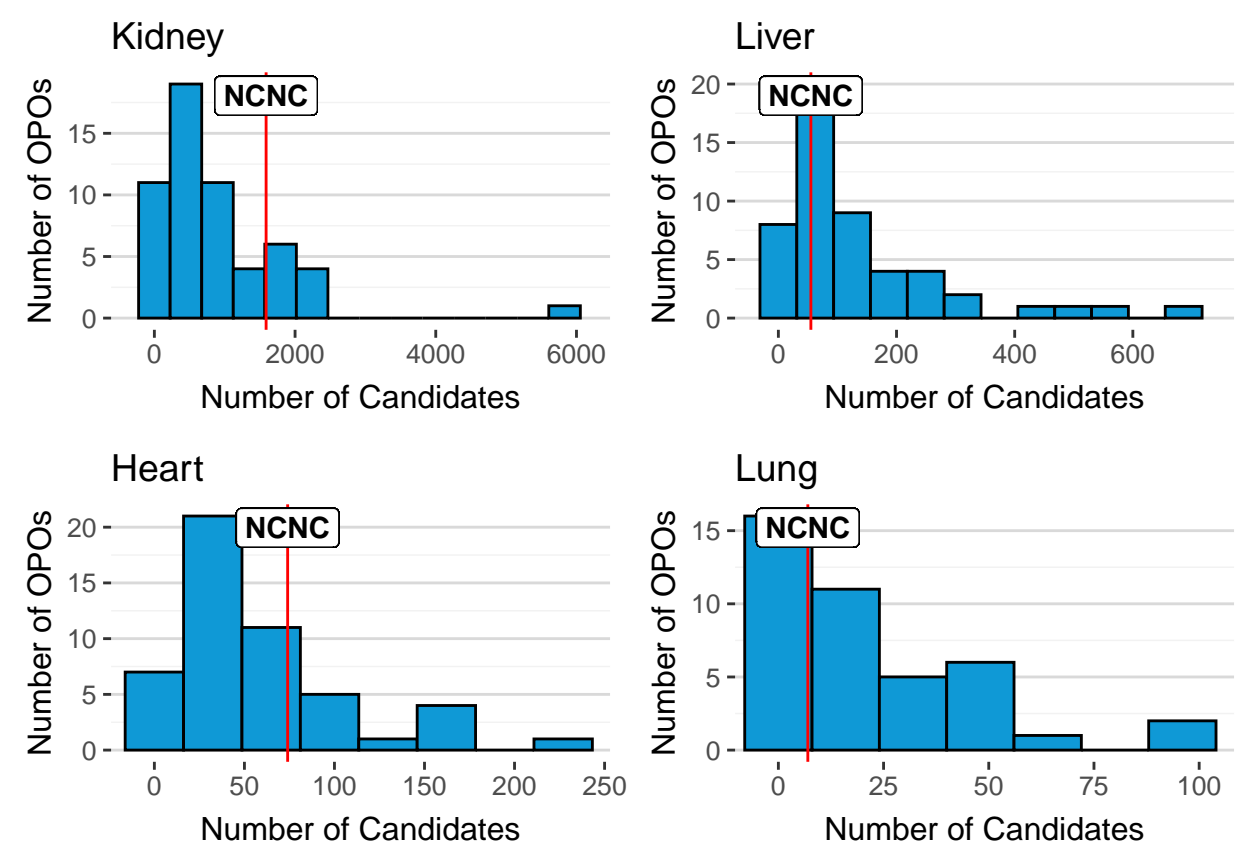 Kidney
NCNC
Number of OPOs
15
10
5
0
0 2000 4000 6000
Number of Candidates
Liver
NCNC
Number of OPOs
20
15
10
5
0
0 200 400 600
Number of Candidates
Heart
NCNC
Number of OPOs
20
15
10
5
0
0 50 100 150 200 250
Number of Candidates
Lung
NCNC
Number of OPOs
15
10
5
0
0 25 50 75 100
Number of Candidates